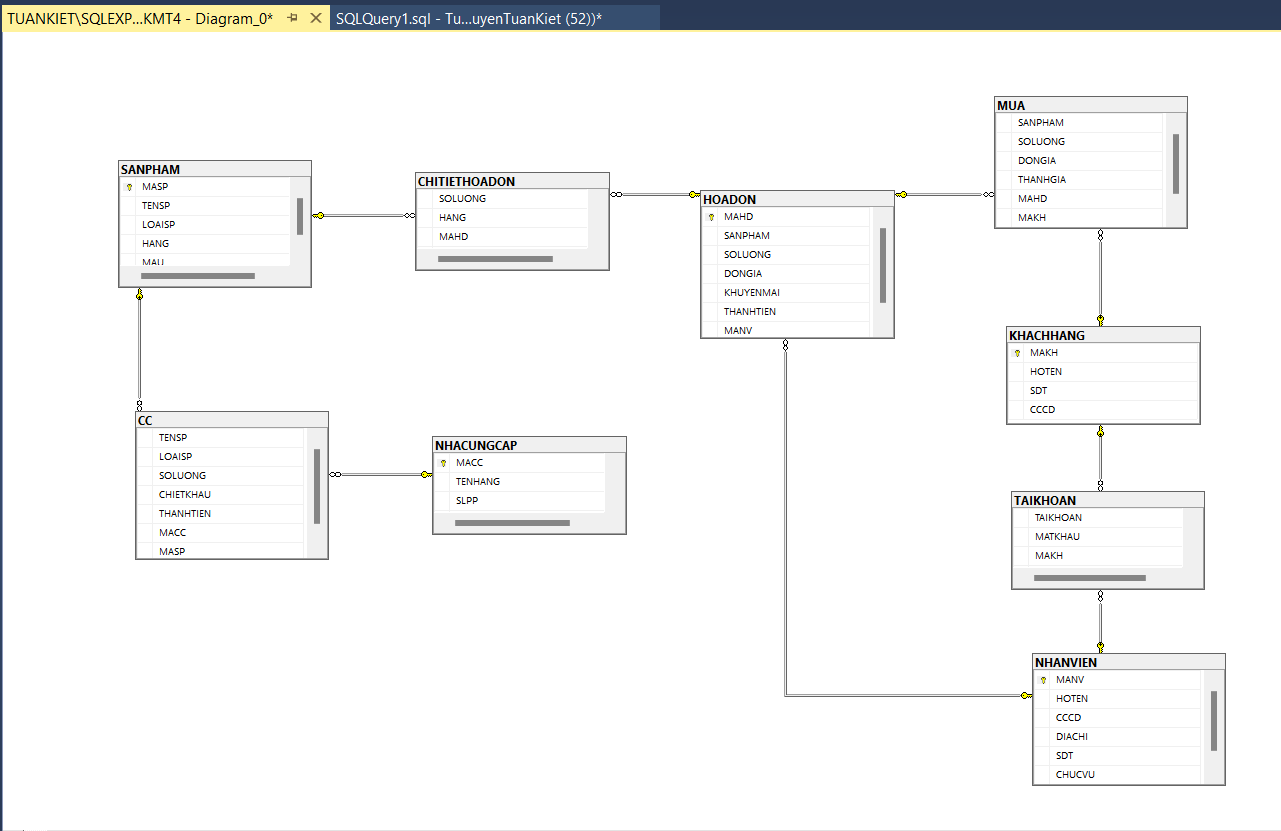 TUANKIET\SQLEXP...KMT4 - Diagram_0*
SQLQuery1.sql - Tu...uyenTuanKiet (52))*
SANPHAM
MASP
TENSP
LOAISP
HANG
MAU
CHITIETHOADON
SOLUONG
HANG
MAHD
HOADON
MAHD
SANPHAM
SOLUONG
DONGIA
KHUYENMAI
THANHTIEN
MANV
MUA
SANPHAM
SOLUONG
DONGIA
THANHGIA
MAHD
MAKH
KHACHHANG
MAKH
HOTEN
SDT
CCCD
CC
TENSP
LOAISP
SOLUONG
CHIETKHAU
THANHTIEN
MACC
MASP
NHACUNGCAP
MACC
TENHANG
SLPP
TAIKHOAN
TAIKHOAN
MATKHAU
MAKH
NHANVIEN
MANV
HOTEN
CCCD
DIACHI
SDT
CHUCVU